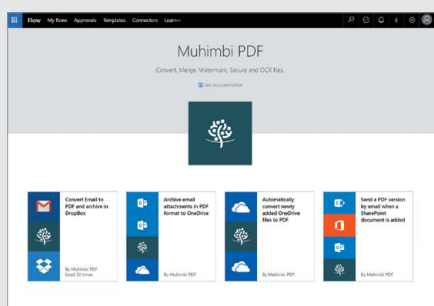 Flow My flows Approvals Templates Connectors Learn
Muhimbi PDF
Convert, Merge, Watermark, Secure and OCR files.
See documentation
Convert Email to
PDF and archive in
DropBox
By Muhimbi PDF
Used 52 times
Archive email
attachments in PDF
format to OneDrive
By Muhimbi PDF
Automatically
convert newly
added OneDrive
files to PDF
By Muhimbi PDF
Send a PDF version
by email when a
SharePoint
document is added
By Muhimbi PDF